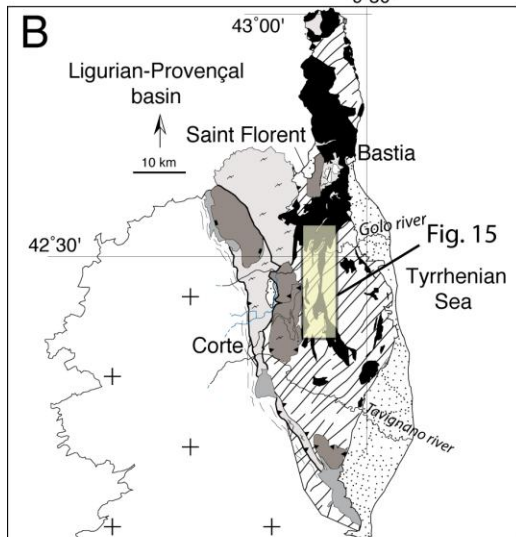 B
43˚00'
Ligurian-Provençal
basin
10 km
Saint Florent
Bastia
Golo river
42˚30'
Fig. 15
Tyrrhenian
Sea
Corte
Tavignano river